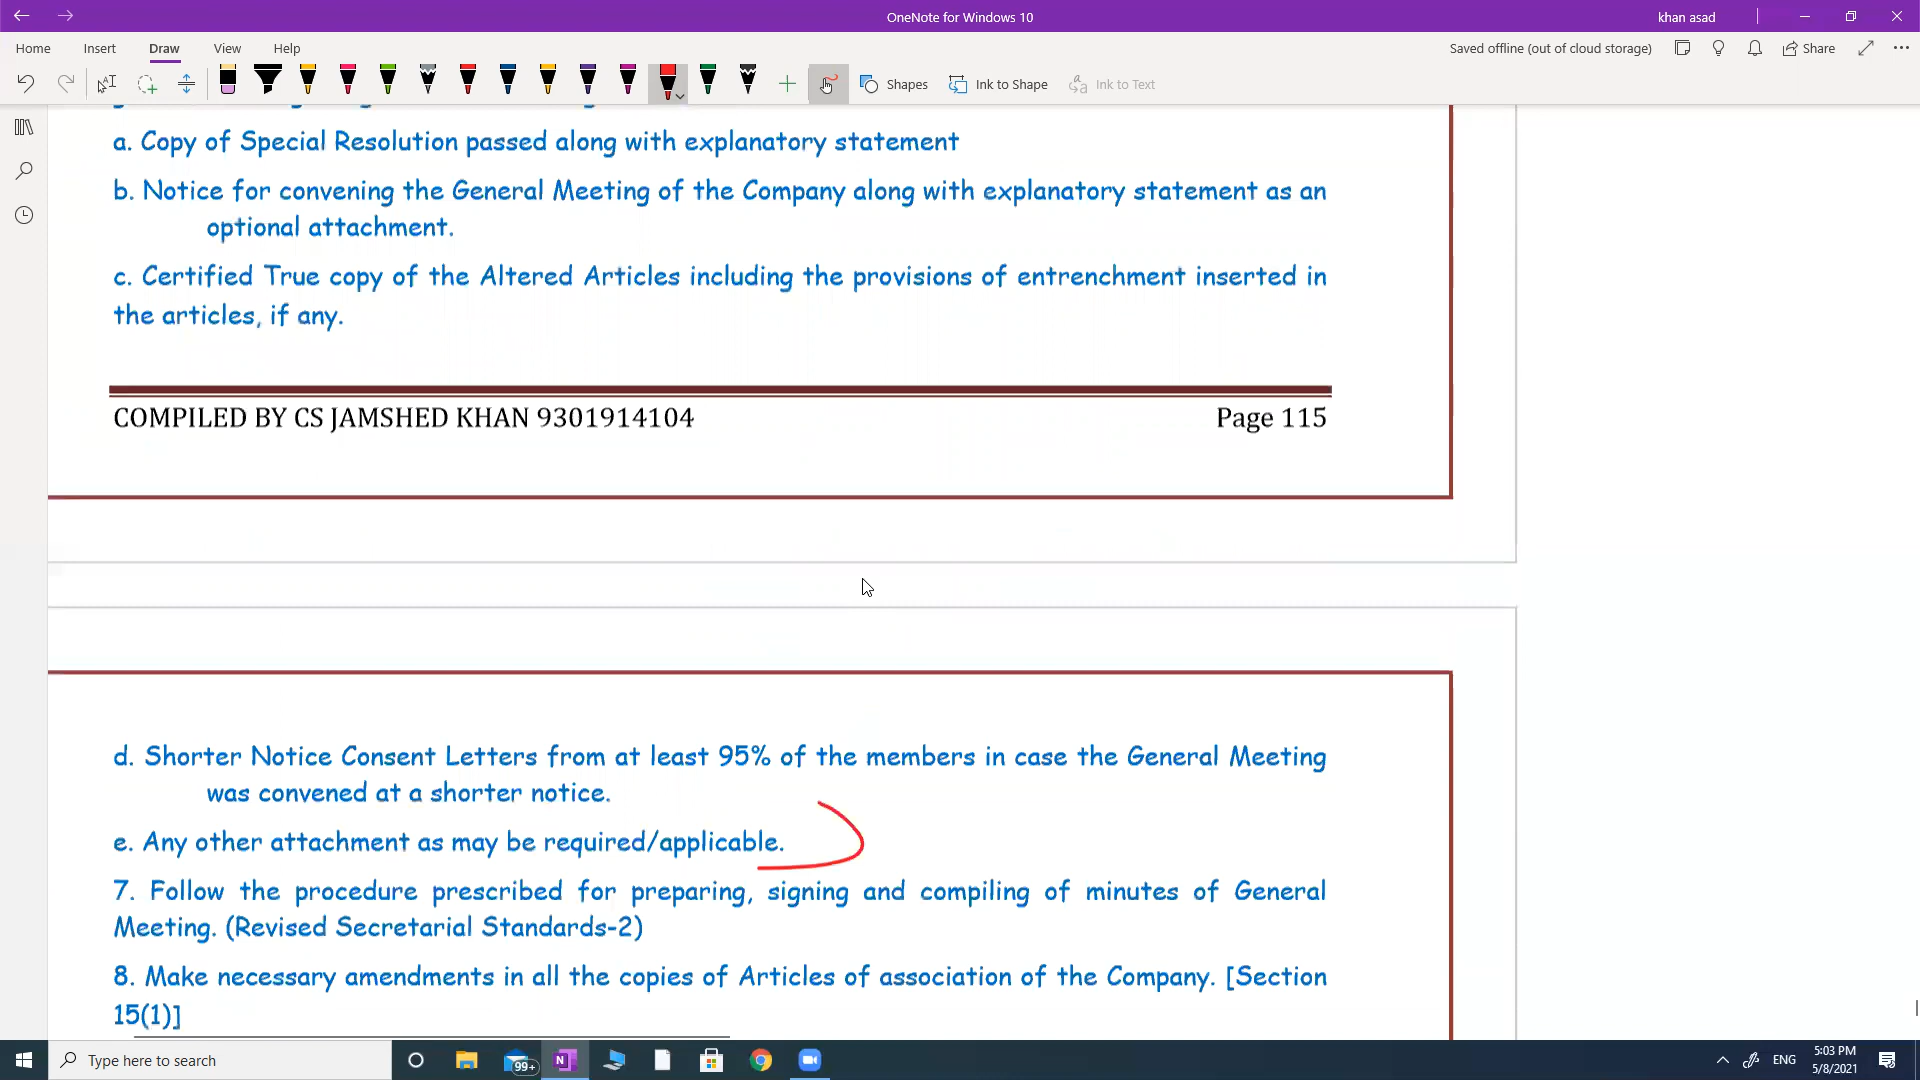 OneNote for Windows 10
khan asad
Home Insert Draw View Help
Saved offline (out of cloud storage)
Share
Shapes
Ink to Shape
Ink to Text
a. Copy of Special Resolution passed along with explanatory statement
b. Notice for convening the General Meeting of the Company along with explanatory statement as an
optional attachment.
c. Certified True copy of the Altered Articles including the provisions of entrenchment inserted in
the articles, if any.
COMPILED BY CS JAMSHED KHAN 9301914104 Page 115
d. Shorter Notice Consent Letters from at least 95% of the members in case the General Meeting
was convened at a shorter notice.
e. Any other attachment as may be required/applicable.
7. Follow the procedure prescribed for preparing, signing and compiling of minutes of General
Meeting. (Revised Secretarial Standards-2)
8. Make necessary amendments in all the copies of Articles of association of the Company. [Section
15(1)]
Type here to search
99+
N
ENG
5:03 PM
5/8/2021